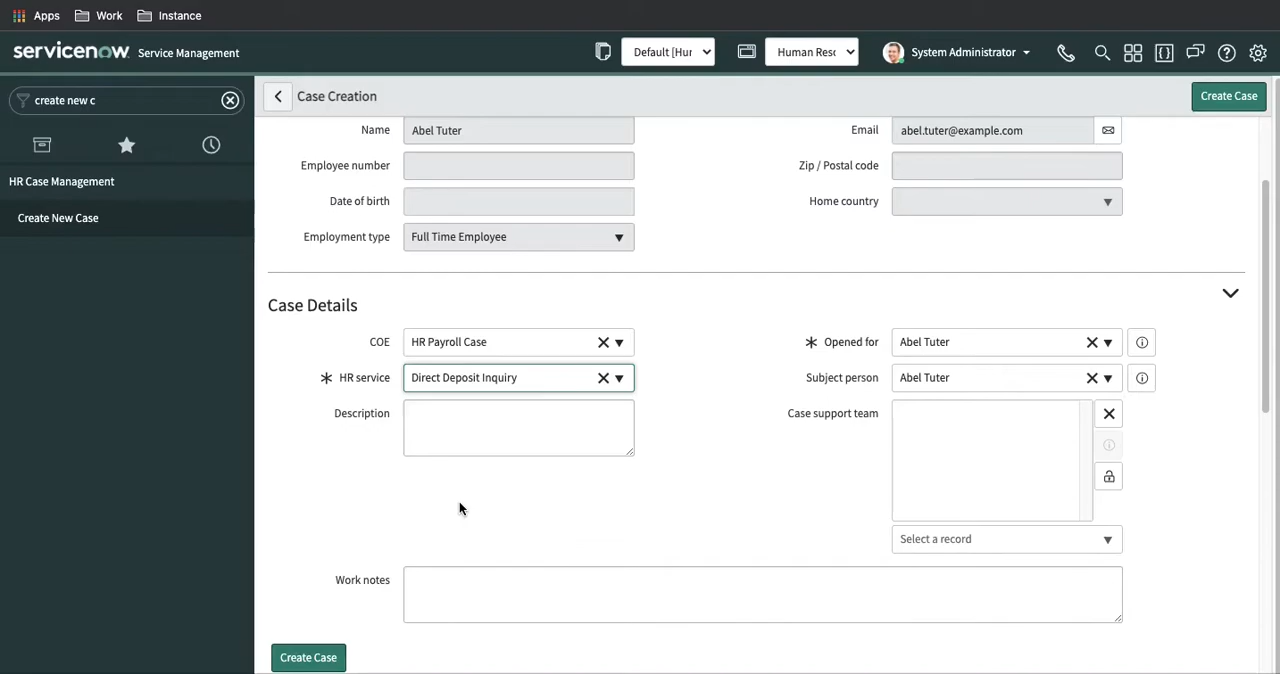 Apps Work Instance
servicenow Service Management Default [Hur Human Resc System Administrator
create new c
Case Creation Create Case
Name Abel Tuter Email abel.tuter@example.com
Employee number Zip / Postal code
HR Case Management
Date of birth Home country
Create New Case
Employment type Full Time Employee
Case Details
COE HR Payroll Case Opened for Abel Tuter
HR service Direct Deposit Inquiry Subject person Abel Tuter
Description Case support team
Select a record
Work notes
Create Case